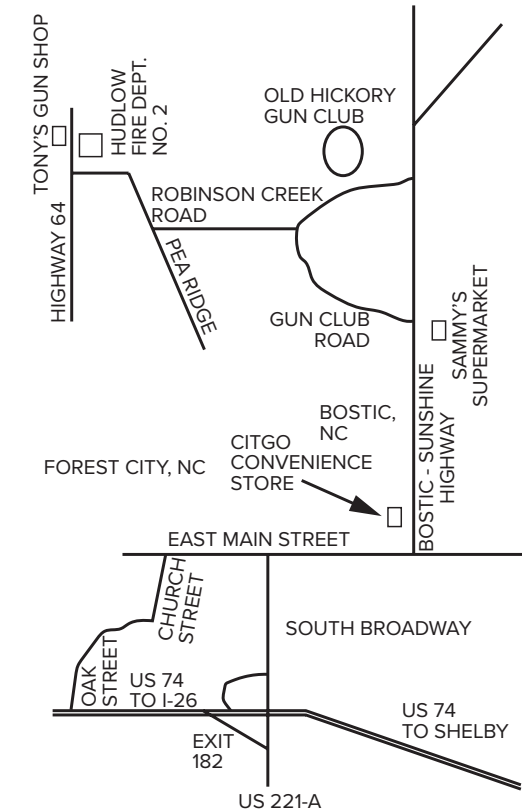 TONY'S GUN SHOP
HUDLOW
FIRE DEPT.
NO. 2
OLD HICKORY
GUN CLUB
ROBINSON CREEK
ROAD
HIGHWAY 64
PEA RIDGE
GUN CLUB
ROAD
SAMMY'S
SUPERMARKET
BOSTIC,
NC
CITGO
CONVENIENCE
STORE
FOREST CITY, NC
BOSTIC - SUNSHINE
HIGHWAY
EAST MAIN STREET
CHURCH
STREET
SOUTH BROADWAY
OAK
STREET
US 74
TO I-26
US 74
TO SHELBY
EXIT
182
US 221-A